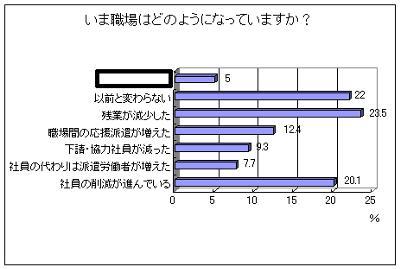 いま職場はどのようになっていますか？
5
以前と変わらない 22
残業が減少した 23.5
職場間の応援派遣が増えた 12.4
下請・協力社員が減った 9.3
社員の代わりは派遣労働者が増えた 7.7
社員の削減が進んでいる 20.1
0 5 10 15 20 25
%